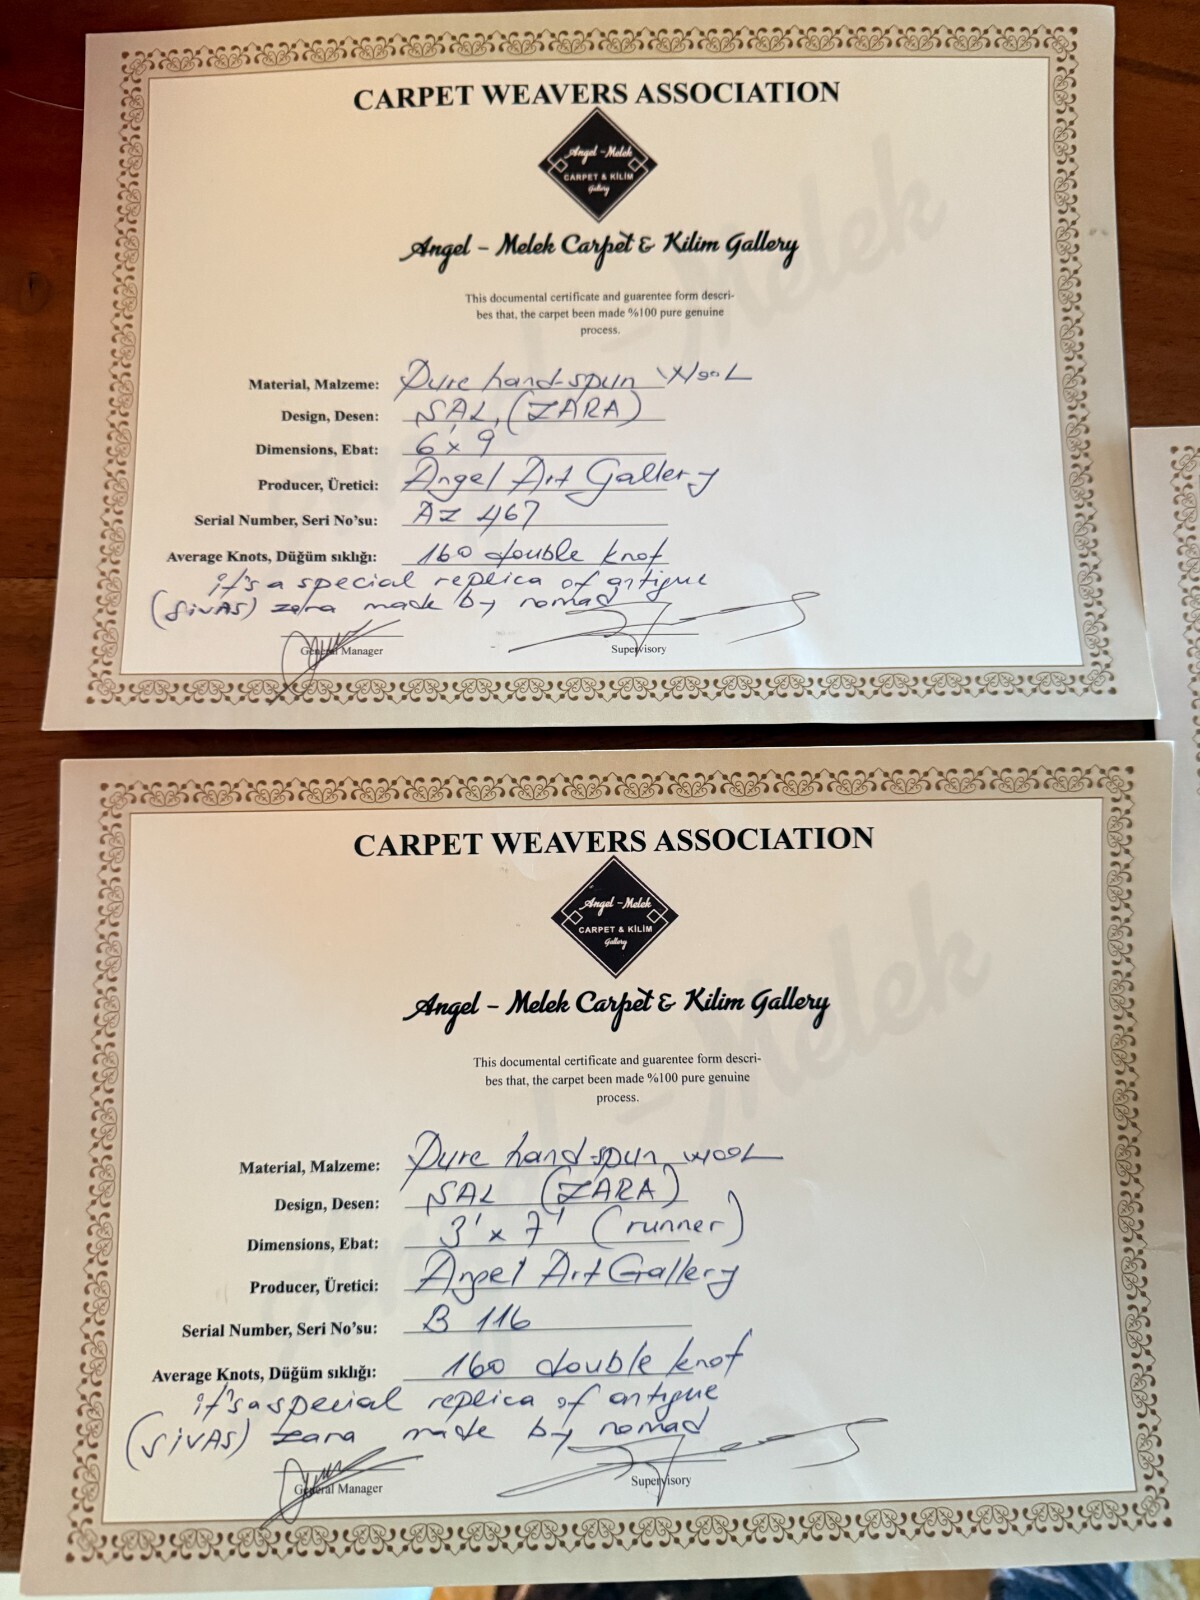 CARPET WEAVERS ASSOCIATION
Angel - Melek
CARPET & KİLİM
Gallery
Angel - Melek Carpet & Kilim Gallery
This documental certificate and guarentee form descri-
bes that, the carpet been made %100 pure genuine
process.
Material, Malzeme: Pure hand-spun WooL
Design, Desen: SAL, (ZARA)
Dimensions, Ebat: 6'x 9'
Producer, Üretici: Angel Art Gallery
Serial Number, Seri No'su: AZ 467
Average Knots, Düğüm sıklığı: 160 double knot
it's a special replica of antique
(SiVAS) zara made by nomad
General Manager
Supervisory
Melek
CARPET WEAVERS ASSOCIATION
Angel - Melek
CARPET & KİLİM
Gallery
Angel - Melek Carpet & Kilim Gallery
This documental certificate and guarentee form descri-
bes that, the carpet been made %100 pure genuine
process.
Material, Malzeme: Pure hand-spun wooL
Design, Desen: SAL (ZARA)
Dimensions, Ebat: 3' x 7' (runner)
Producer, Üretici: Angel Art Gallery
Serial Number, Seri No'su: B 116
Average Knots, Düğüm sıklığı: 160 double knot
it's a special replica of antique
(SiVAS) zara made by nomad
General Manager
Supervisory
Melek